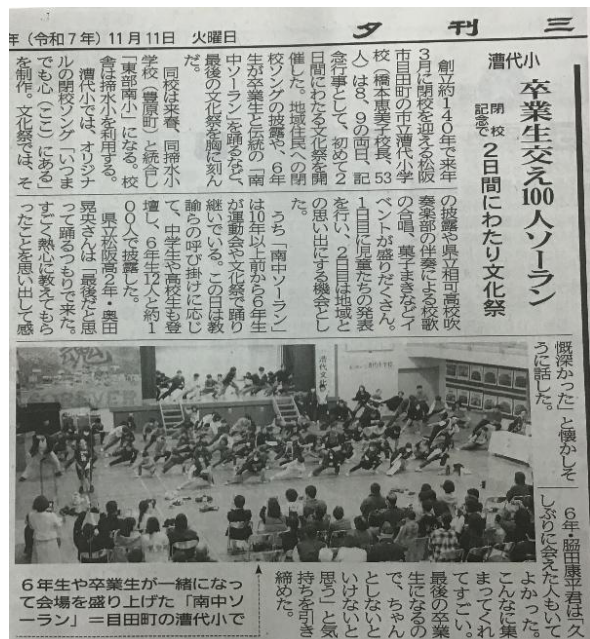 年（令和７年）11月11日　火曜日　夕刊三
漕代小
卒業生交え100人ソーラン
閉校記念で
2日間にわたり文化祭
創立約140年で来年
3月に閉校を迎える松阪
市目田町の市立漕代小学
校（橋本恵美子校長、53
人）は8、9の両日、記
念行事として、初めて2
日間にわたる文化祭を開
催した。地域住民への閉
校ソングの披露や、6年
生が卒業生と伝統の「南
中ソーラン」を踊るなど、
最後の文化祭を胸に刻ん
だ。
同校は来春、同揥水小
学校（豊原町）と統合し
「東部南小」になる。校
舎は揥水小を利用する。
漕代小では、オリジナ
ルの閉校ソング「いつま
でも心（ここ）にある」
を制作。文化祭では、そ
の披露や県立相可高校吹
奏楽部の伴奏による校歌
の合唱、菓子まきなどイ
ベントが盛りだくさん。
1日目に児童たちの発表
を行い、2日目は地域と
の思い出にする機会とし
た。
うち「南中ソーラン」
は10年以上前から6年生
が運動会や文化祭で踊り
継いでいる。この日は教
諭らの呼び掛けに応じ
て、中学生や高校生も登
壇し、6年生12人と約1
00人で披露した。
県立松阪高2年・奥田
晃央さんは「最後だと思
って踊るつもりで来た。
すごく熱心に教えてもら
ったことを思い出して感
慨深かった」と懐かしそ
うに話した。
6年・脇田康平君は「久
しぶりに会えた人もいて
よかった。
こんなに集
まってくれ
てすごい。
最後の卒業
生になるの
で、ちゃん
としないと
いけないと
思う」と気
持ちを引き
締めた。
6年生や卒業生が一緒になっ
て会場を盛り上げた「南中ソ
ーラン」＝目田町の漕代小で